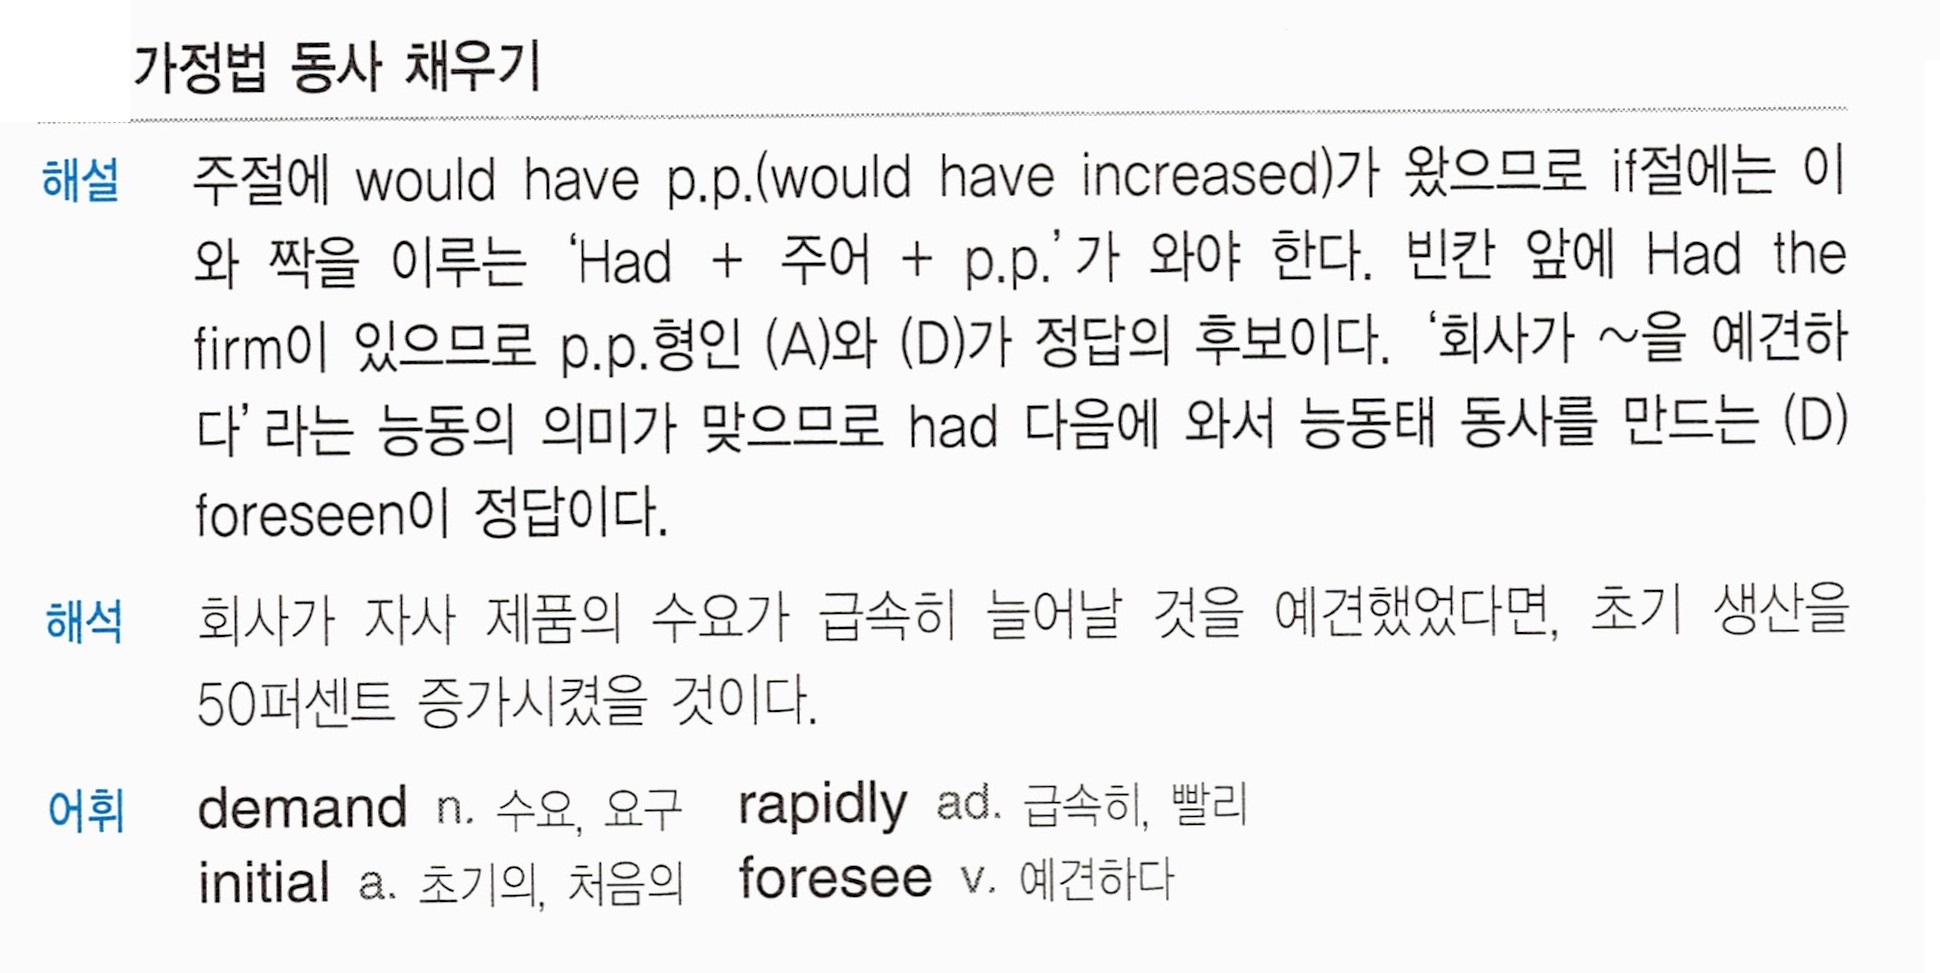 가정법 동사 채우기
해설 주절에 would have p.p.(would have increased)가 왔으므로 if절에는 이
와 짝을 이루는 ‘Had + 주어 + p.p.’가 와야 한다. 빈칸 앞에 Had the
firm이 있으므로 p.p.형인 (A)와 (D)가 정답의 후보이다. ‘회사가 ~을 예견하
다’라는 능동의 의미가 맞으므로 had 다음에 와서 능동태 동사를 만드는 (D)
foreseen이 정답이다.
해석 회사가 자사 제품의 수요가 급속히 늘어날 것을 예견했었다면, 초기 생산을
50퍼센트 증가시켰을 것이다.
어휘 demand n. 수요, 요구 rapidly ad. 급속히, 빨리
initial a. 초기의, 처음의 foresee v. 예견하다